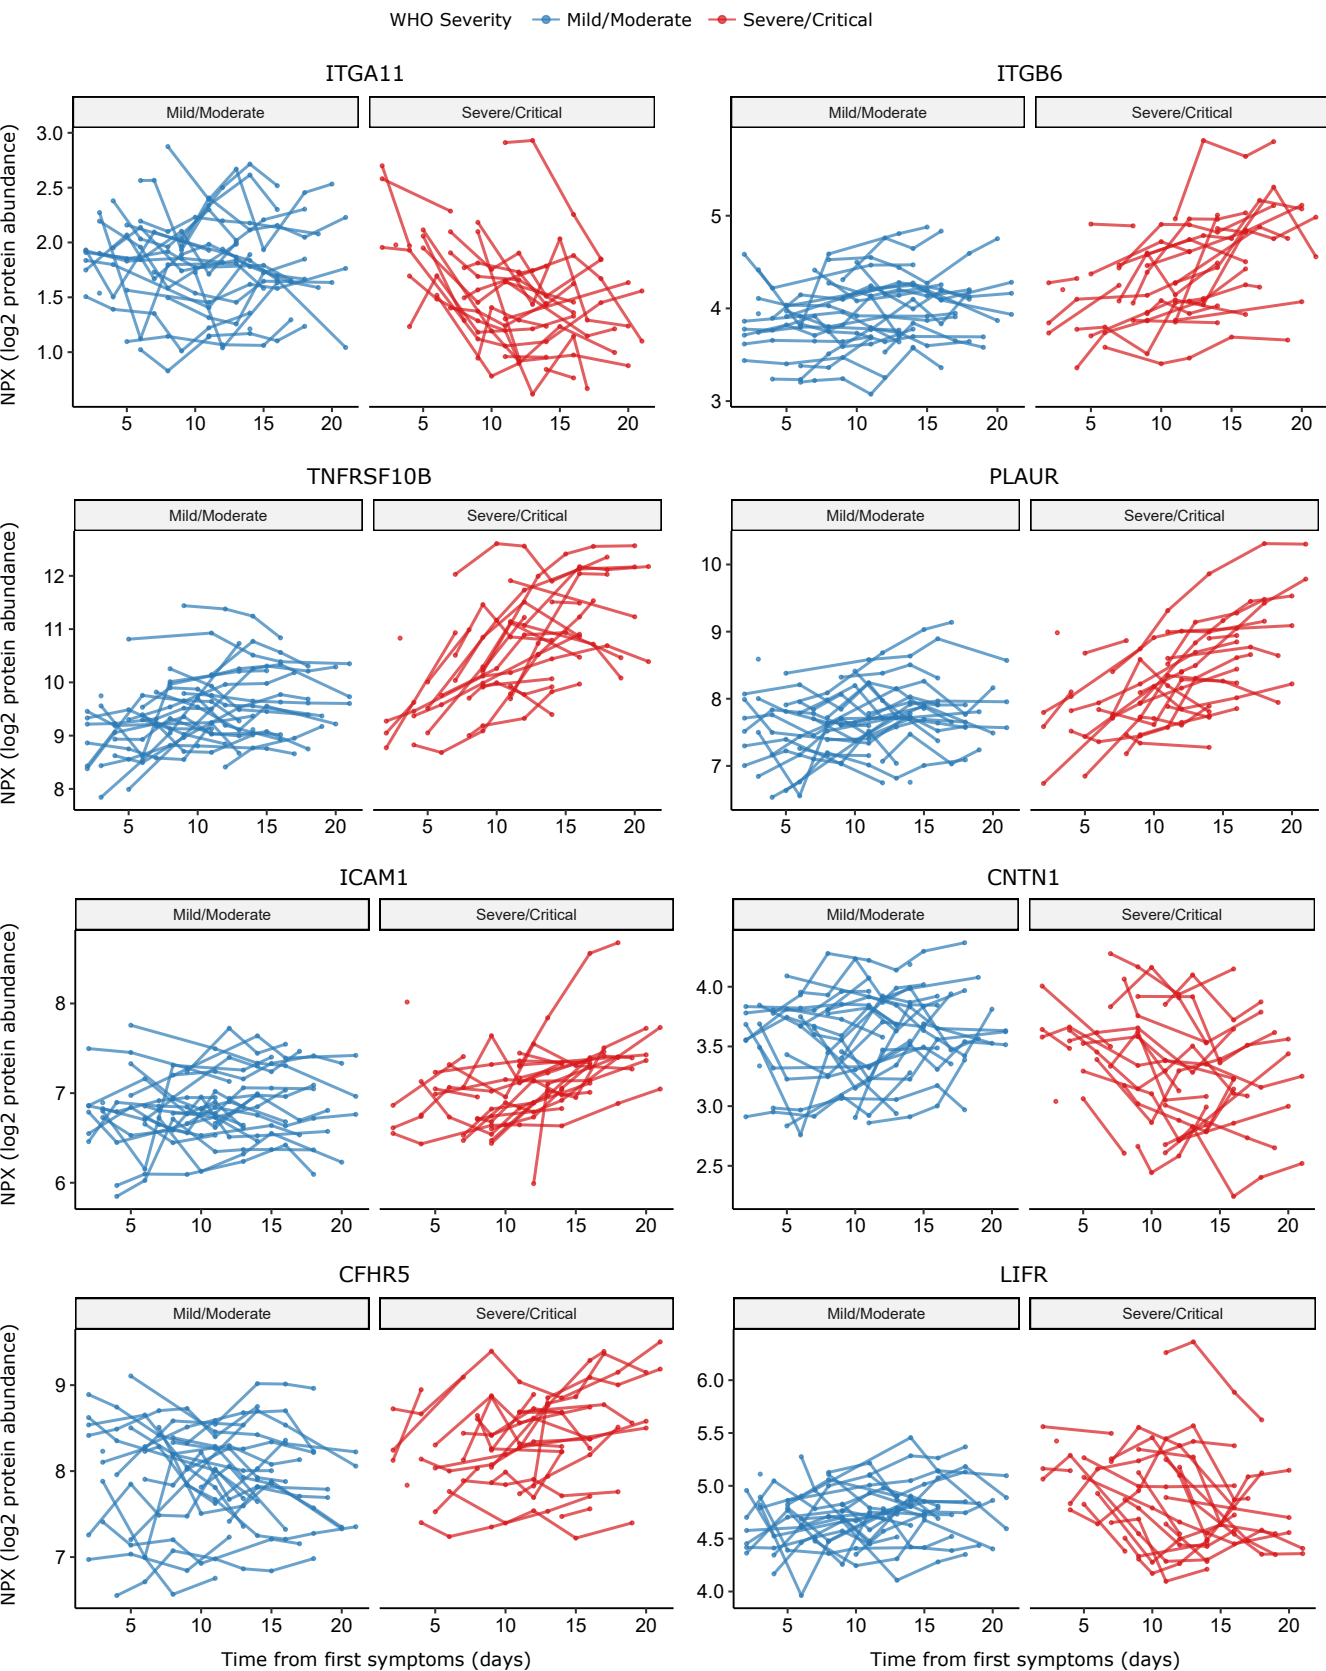 WHO Severity Mild/Moderate Severe/Critical
ITGA11 ITGB6
Mild/Moderate Severe/Critical Mild/Moderate Severe/Critical
NPX (log2 protein abundance)
3.0
2.5
2.0
1.5
1.0
5
4
3
5 10 15 20 5 10 15 20 5 10 15 20 5 10 15 20
TNFRSF10B PLAUR
Mild/Moderate Severe/Critical Mild/Moderate Severe/Critical
NPX (log2 protein abundance)
12
11
10
9
8
10
9
8
7
5 10 15 20 5 10 15 20 5 10 15 20 5 10 15 20
ICAM1 CNTN1
Mild/Moderate Severe/Critical Mild/Moderate Severe/Critical
NPX (log2 protein abundance)
8
7
6
4.0
3.5
3.0
2.5
5 10 15 20 5 10 15 20 5 10 15 20 5 10 15 20
CFHR5 LIFR
Mild/Moderate Severe/Critical Mild/Moderate Severe/Critical
NPX (log2 protein abundance)
9
8
7
6.0
5.5
5.0
4.5
4.0
5 10 15 20 5 10 15 20 5 10 15 20 5 10 15 20
Time from first symptoms (days) Time from first symptoms (days)